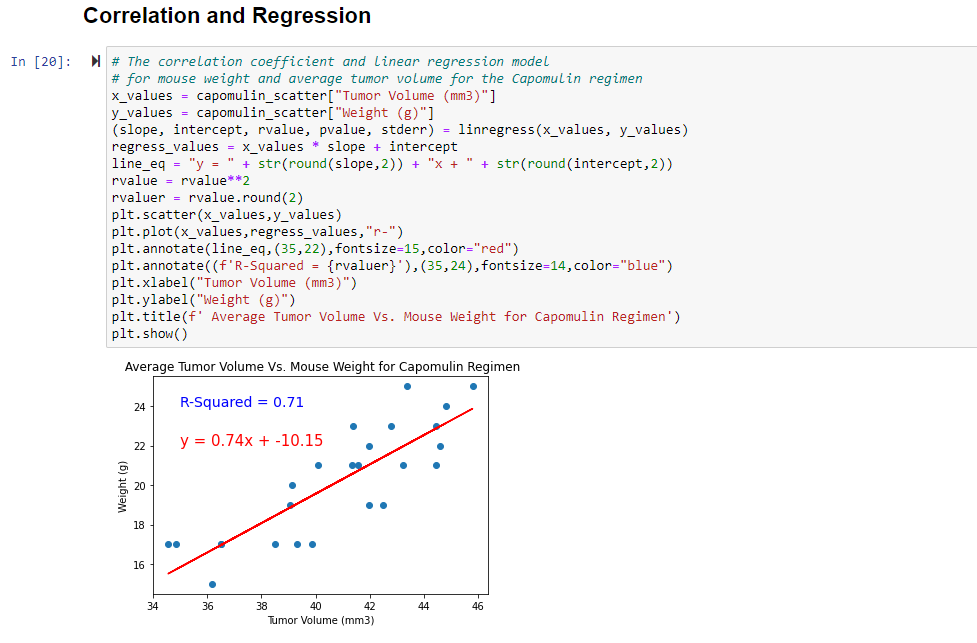 Correlation and Regression
In [20]:
# The correlation coefficient and linear regression model
# for mouse weight and average tumor volume for the Capomulin regimen
x_values = capomulin_scatter["Tumor Volume (mm3)"]
y_values = capomulin_scatter["Weight (g)"]
(slope, intercept, rvalue, pvalue, stderr) = linregress(x_values, y_values)
regress_values = x_values * slope + intercept
line_eq = "y = " + str(round(slope,2)) + "x + " + str(round(intercept,2))
rvalue = rvalue**2
rvaluer = rvalue.round(2)
plt.scatter(x_values,y_values)
plt.plot(x_values,regress_values,"r-")
plt.annotate(line_eq,(35,22),fontsize=15,color="red")
plt.annotate((f'R-Squared = {rvaluer}'),(35,24),fontsize=14,color="blue")
plt.xlabel("Tumor Volume (mm3)")
plt.ylabel("Weight (g)")
plt.title(f' Average Tumor Volume Vs. Mouse Weight for Capomulin Regimen')
plt.show()
Average Tumor Volume Vs. Mouse Weight for Capomulin Regimen
R-Squared = 0.71
y = 0.74x + -10.15
Weight (g)
24
22
20
18
16
34 36 38 40 42 44 46
Tumor Volume (mm3)